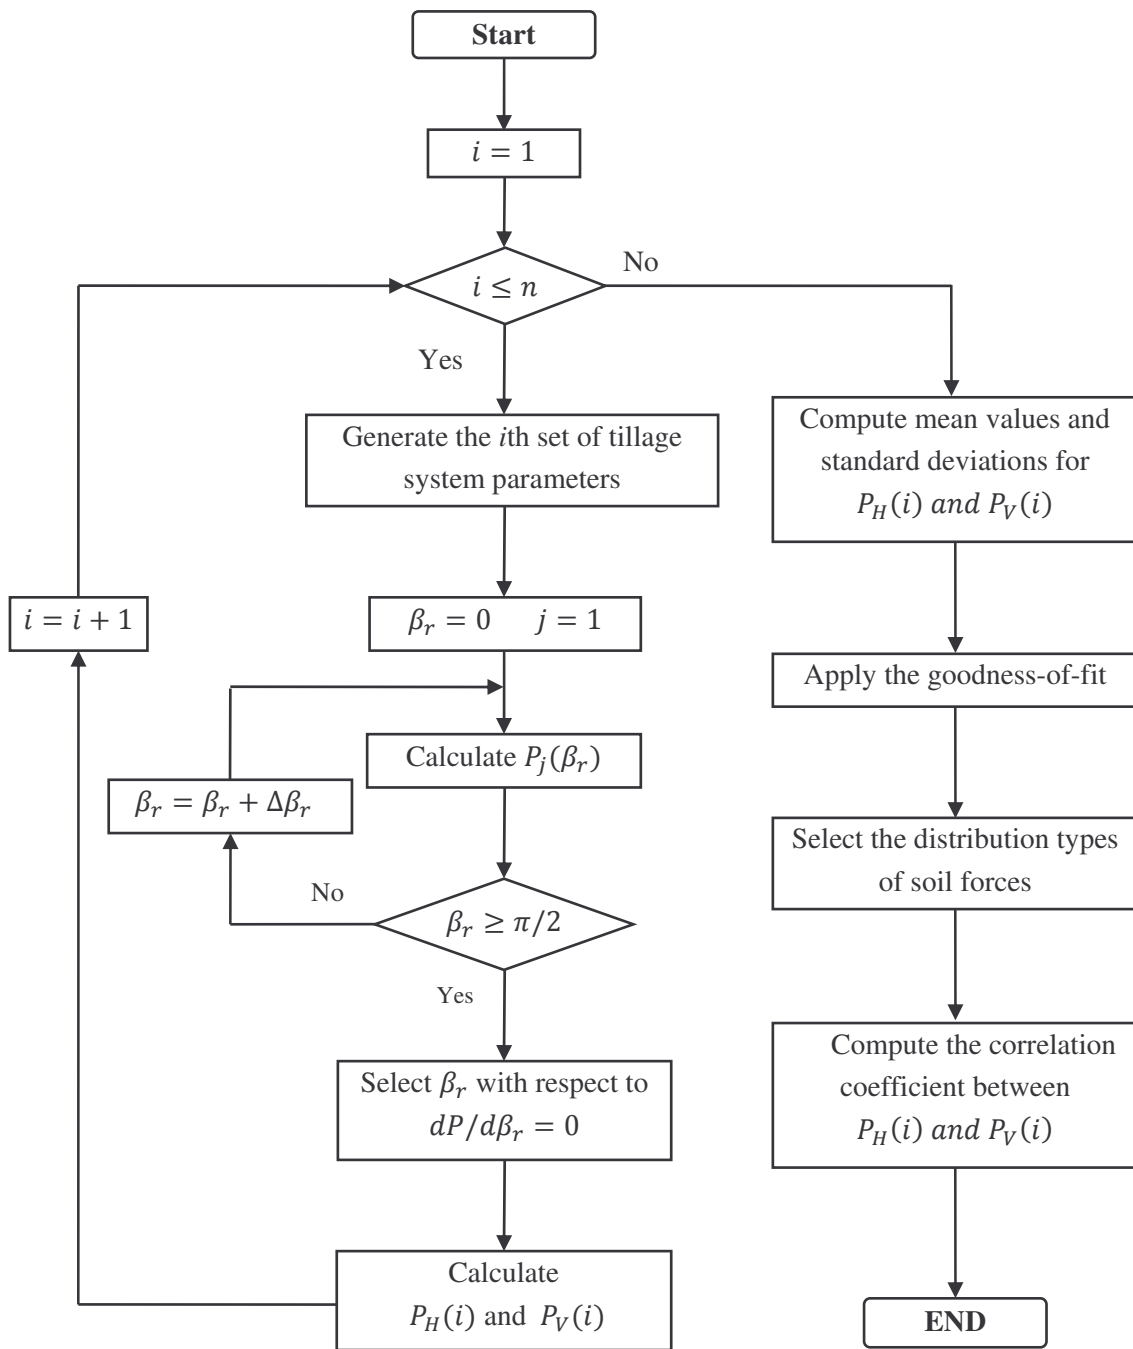 Start
i = 1
i ≤ n
No
Yes
Generate the ith set of tillage
system parameters
β_r = 0 j = 1
Calculate P_j(β_r)
β_r = β_r + Δβ_r
No
β_r ≥ π/2
Yes
Select β_r with respect to
dP/dβ_r = 0
Calculate
P_H(i) and P_V(i)
i = i + 1
Compute mean values and
standard deviations for
P_H(i) and P_V(i)
Apply the goodness-of-fit
Select the distribution types
of soil forces
Compute the correlation
coefficient between
P_H(i) and P_V(i)
END